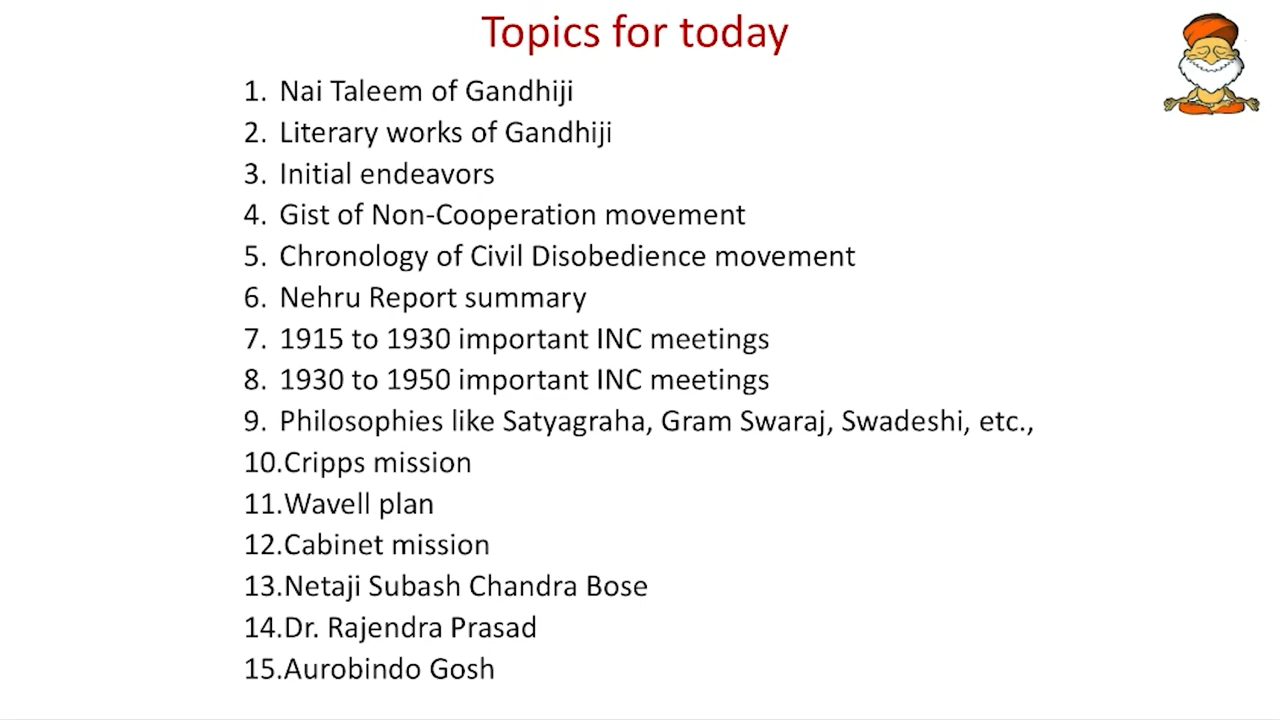 Topics for today
1. Nai Taleem of Gandhiji
2. Literary works of Gandhiji
3. Initial endeavors
4. Gist of Non-Cooperation movement
5. Chronology of Civil Disobedience movement
6. Nehru Report summary
7. 1915 to 1930 important INC meetings
8. 1930 to 1950 important INC meetings
9. Philosophies like Satyagraha, Gram Swaraj, Swadeshi, etc.,
10.Cripps mission
11.Wavell plan
12.Cabinet mission
13.Netaji Subash Chandra Bose
14.Dr. Rajendra Prasad
15.Aurobindo Gosh